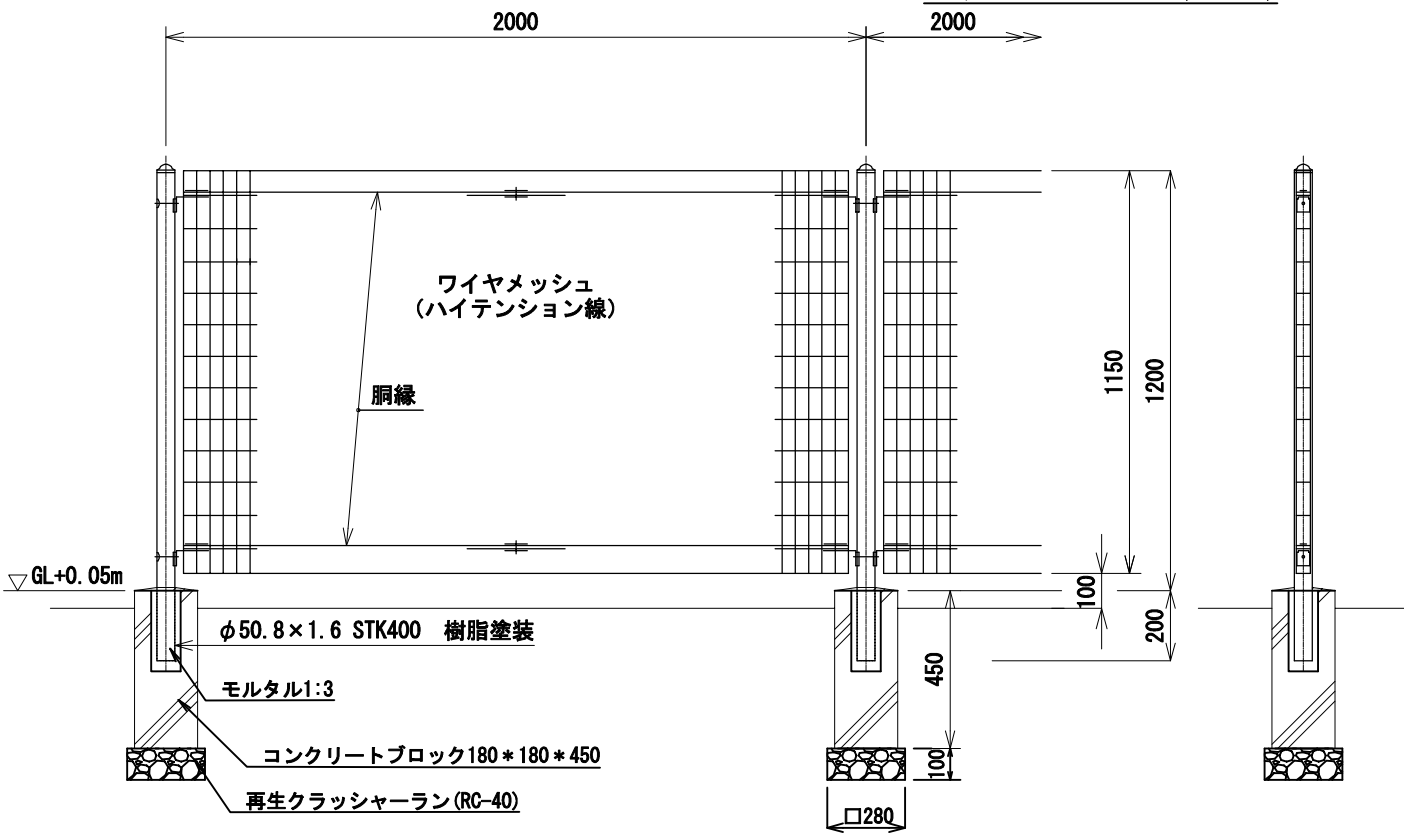 2000
2000
ワイヤメッシュ
(ハイテンション線)
胴縁
1150
1200
GL+0.05m
100
200
φ50.8×1.6 STK400 樹脂塗装
450
モルタル1:3
コンクリートブロック180*180*450
100
再生クラッシャーラン(RC-40)
□280